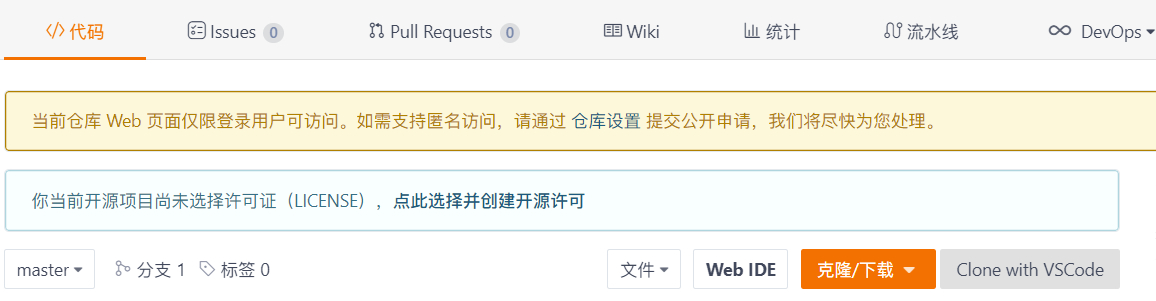 代码 Issues 0 Pull Requests 0 Wiki 统计 流水线 DevOps
当前仓库 Web 页面仅限登录用户可访问。如需支持匿名访问，请通过 仓库设置 提交公开申请，我们将尽快为您处理。
你当前开源项目尚未选择许可证（LICENSE），点此选择并创建开源许可
master 分支 1 标签 0 文件 Web IDE 克隆/下载 Clone with VSCode